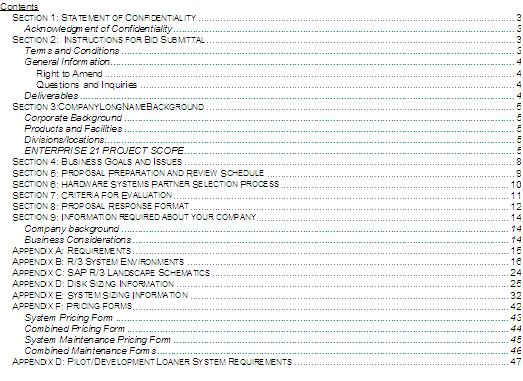 Contents
SECTION 1: STATEMENT OF CONFIDENTIALITY 3
Acknowledgment of Confidentiality 3
SECTION 2: INSTRUCTIONS FOR BID SUBMITTAL 3
Terms and Conditions 3
General Information 4
Right to Amend 4
Questions and Inquiries 4
Deliverables 4
SECTION 3:COMPANYLONGNAMEBACKGROUND 5
Corporate Background 5
Products and Facilities 5
Divisions/locations: 5
ENTERPRISE 21 PROJECT SCOPE 5
SECTION 4: BUSINESS GOALS AND ISSUES 8
SECTION 5: PROPOSAL PREPARATION AND REVIEW SCHEDULE 9
SECTION 6: HARDWARE SYSTEMS PARTNER SELECTION PROCESS 10
SECTION 7: CRITERIA FOR EVALUATION 11
SECTION 8: PROPOSAL RESPONSE FORMAT 12
SECTION 9: INFORMATION REQUIRED ABOUT YOUR COMPANY 14
Company background 14
Business Considerations 14
APPENDIX A: REQUIREMENTS 15
APPENDIX B: R/3 SYSTEM ENVIRONMENTS 16
APPENDIX C: SAP R/3 LANDSCAPE SCHEMATICS 24
APPENDIX D: DISK SIZING INFORMATION 25
APPENDIX E: SYSTEM SIZING INFORMATION 32
APPENDIX F: PRICING FORMS 42
System Pricing Form 43
Combined Pricing Form 44
System Maintenance Pricing Form 45
Combined Maintenance Forms 46
APPENDIX D: PILOT/DEVELOPMENT LOANER SYSTEM REQUIREMENTS 47